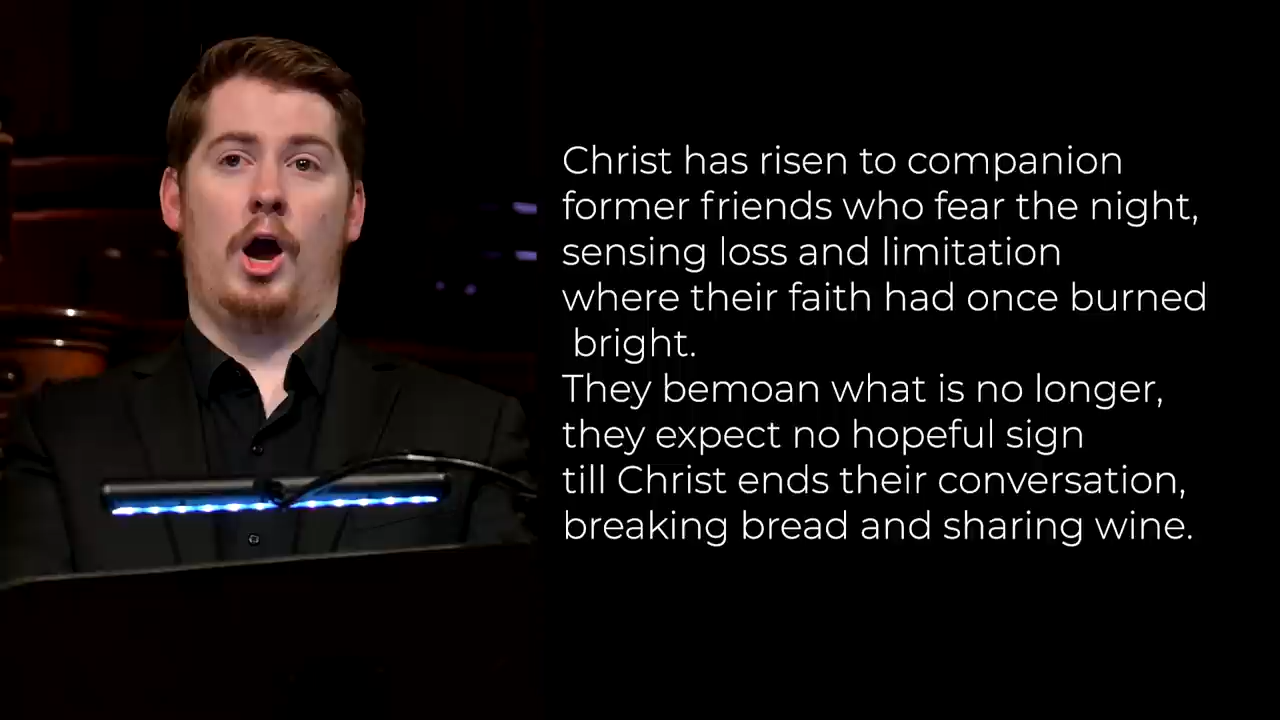 Christ has risen to companion
former friends who fear the night,
sensing loss and limitation
where their faith had once burned
bright.
They bemoan what is no longer,
they expect no hopeful sign
till Christ ends their conversation,
breaking bread and sharing wine.